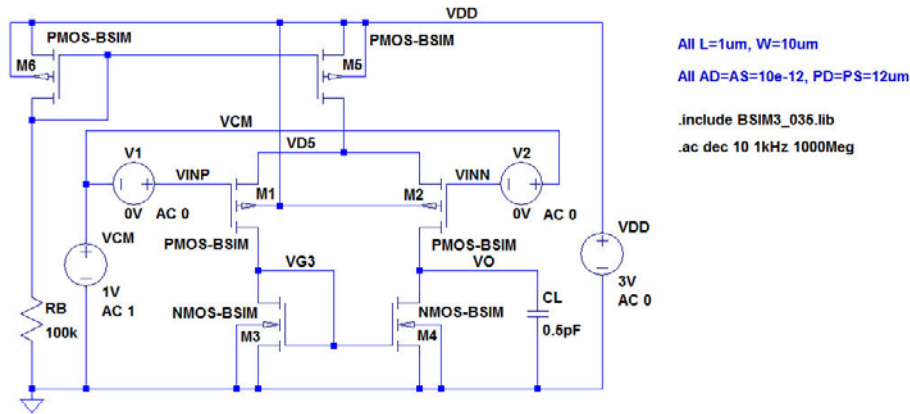 VDD
PMOS-BSIM
PMOS-BSIM
M6
M5
All L=1um, W=10um
All AD=AS=10e-12, PD=PS=12um
.include BSIM3_035.lib
.ac dec 10 1kHz 1000Meg
VCM
V1
VD5
V2
VINP
VINN
M1
M2
0V
AC 0
0V
AC 0
VCM
PMOS-BSIM
PMOS-BSIM
VDD
VG3
VO
1V
AC 1
3V
AC 0
RB
100k
NMOS-BSIM
NMOS-BSIM
CL
M3
M4
0.5pF